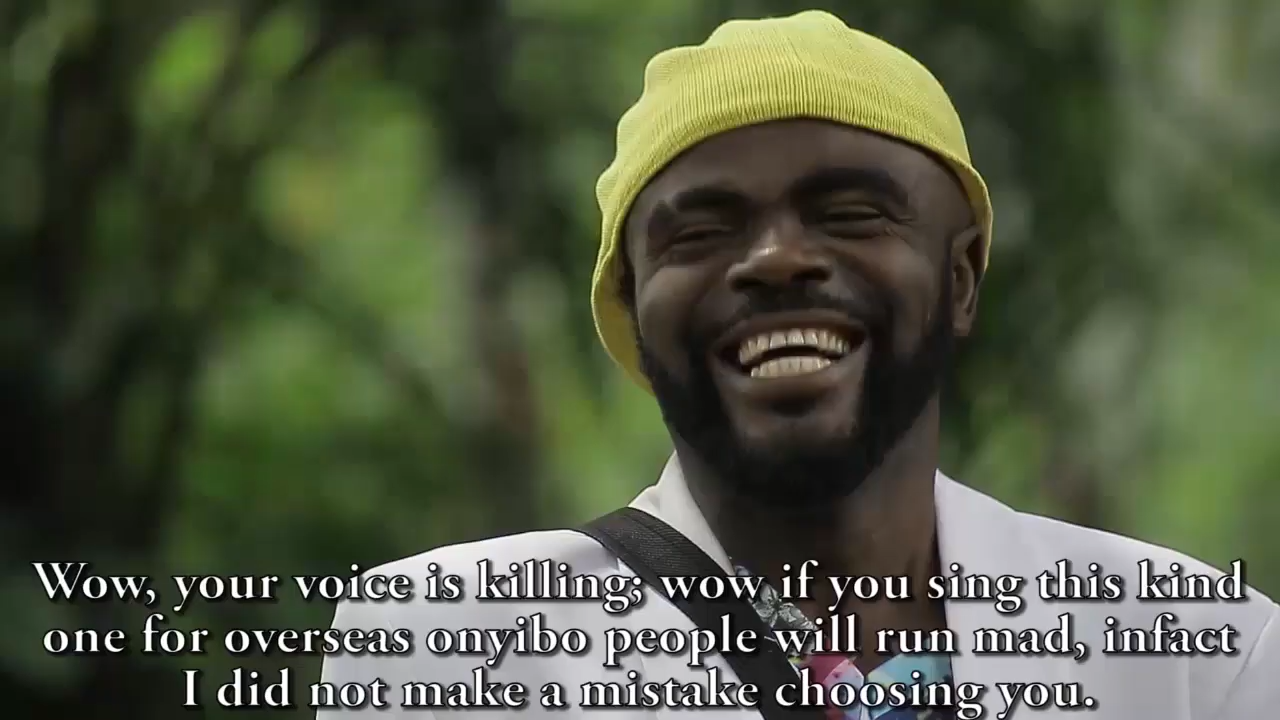 Wow, your voice is killing; wow if you sing this kind
one for overseas onyibo people will run mad, infact
I did not make a mistake choosing you.